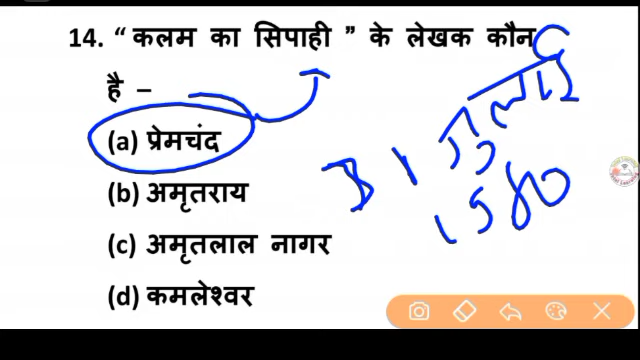 14. “ कलम का सिपाही ” के लेखक कौन
है –
(a) प्रेमचंद
(b) अमृतराय
(c) अमृतलाल नागर
(d) कमलेश्वर
31 जुलाई
1880